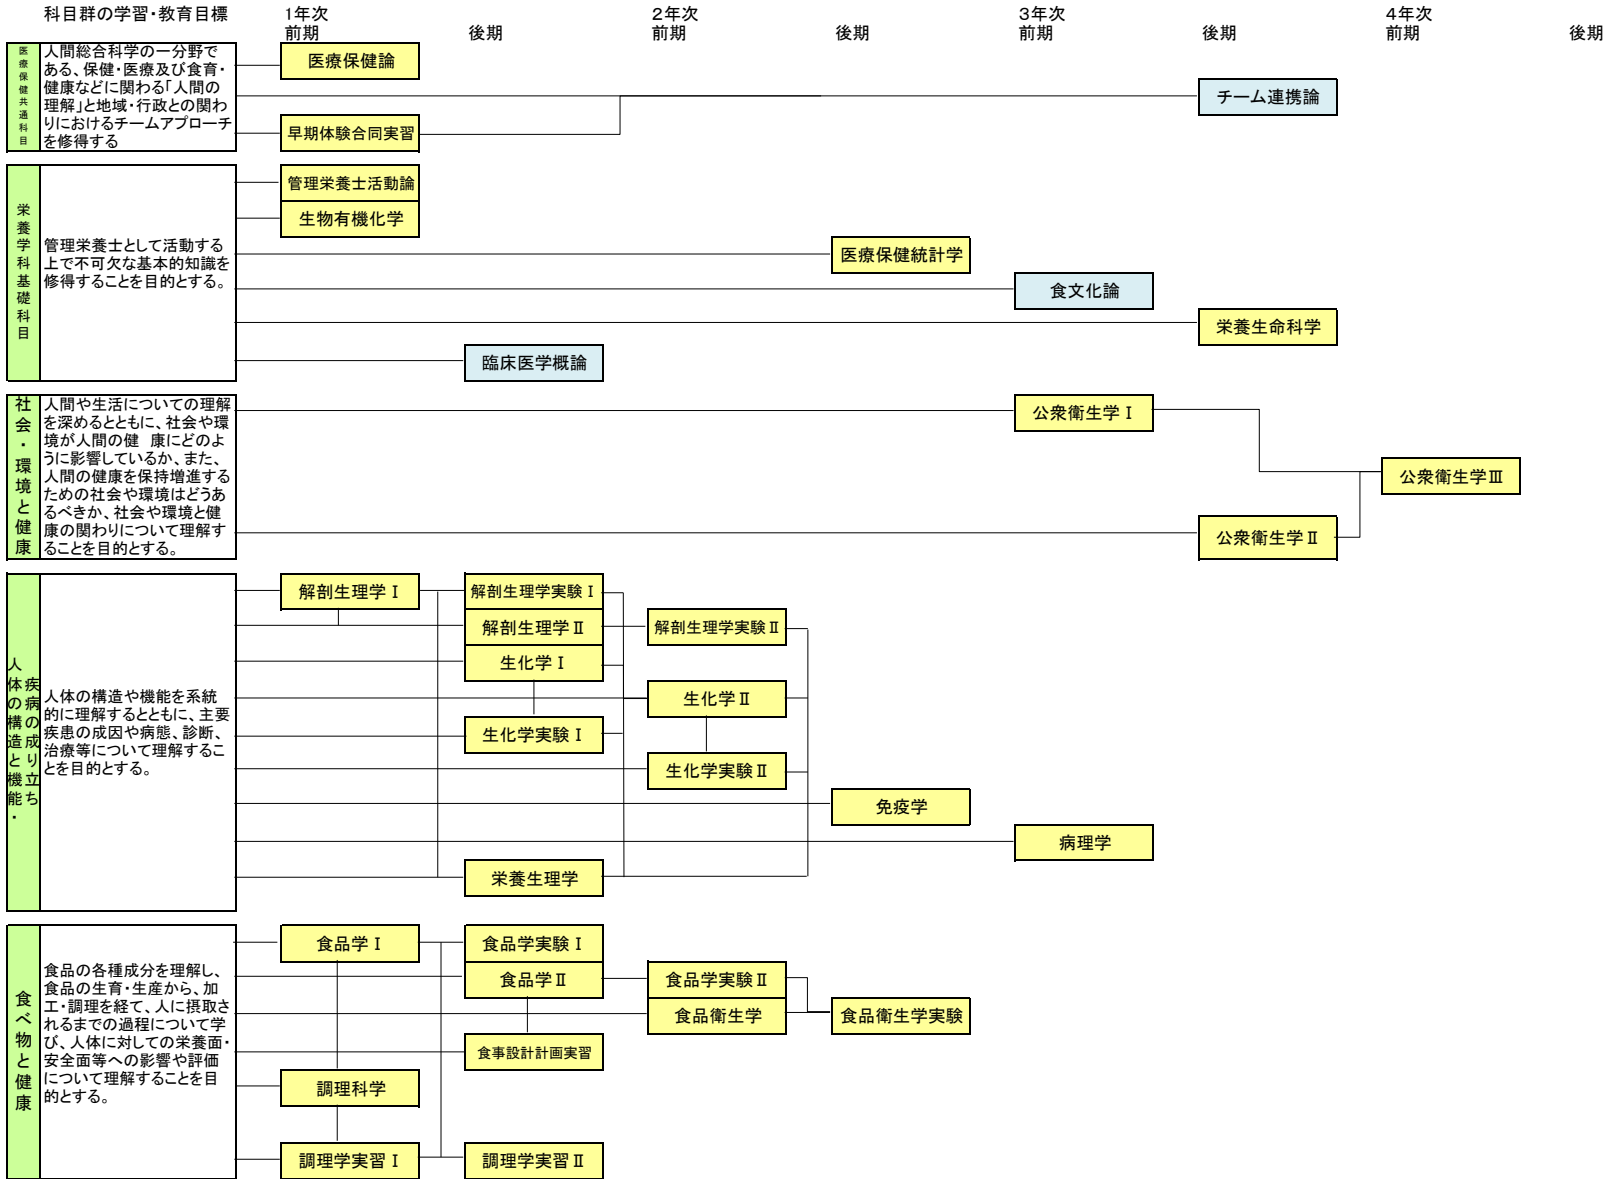 科目群の学習・教育目標
1年次
2年次
3年次
4年次
前期
後期
前期
後期
前期
後期
前期
後期
医療保健共通科目
人間総合科学の一分野で
ある、保健・医療及び食育・
健康などに関わる「人間の
理解」と地域・行政との関わ
りにおけるチームアプローチ
を修得する
医療保健論
チーム連携論
早期体験合同実習
栄養学科基礎科目
管理栄養士として活動する
上で不可欠な基本的知識を
修得することを目的とする。
管理栄養士活動論
生物有機化学
医療保健統計学
食文化論
栄養生命科学
臨床医学概論
社会・環境と健康
人間や生活についての理解
を深めるとともに、社会や環
境が人間の健 康にどのよ
うに影響しているか、また、
人間の健康を保持増進する
ための社会や環境はどうあ
るべきか、社会や環境と健
康の関わりについて理解す
ることを目的とする。
公衆衛生学Ⅰ
公衆衛生学Ⅲ
公衆衛生学Ⅱ
人体の構造と機能・
疾病の成り立ち
人体の構造や機能を系統
的に理解するとともに、主要
疾患の成因や病態、診断、
治療等について理解するこ
とを目的とする。
解剖生理学Ⅰ
解剖生理学実験Ⅰ
解剖生理学Ⅱ
解剖生理学実験Ⅱ
生化学Ⅰ
生化学Ⅱ
生化学実験Ⅰ
生化学実験Ⅱ
免疫学
病理学
栄養生理学
食べ物と健康
食品の各種成分を理解し、
食品の生育・生産から、加
工・調理を経て、人に摂取さ
れるまでの過程について学
び、人体に対しての栄養面・
安全面等への影響や評価
について理解することを目
的とする。
食品学Ⅰ
食品学実験Ⅰ
食品学Ⅱ
食品学実験Ⅱ
食品衛生学
食品衛生学実験
食事設計計画実習
調理科学
調理学実習Ⅰ
調理学実習Ⅱ